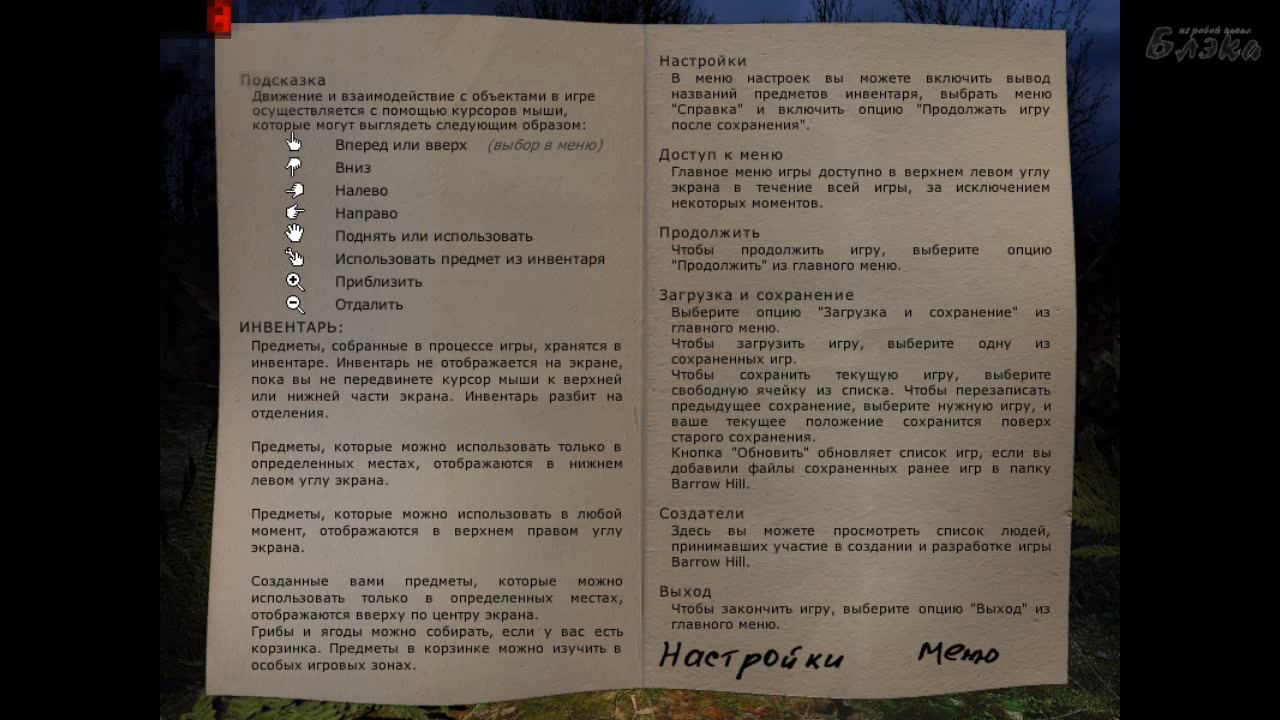 Подсказка
Движение и взаимодействие с объектами в игре
осуществляется с помощью курсоров мыши,
которые могут выглядеть следующим образом:
Вперед или вверх (выбор в меню)
Вниз
Налево
Направо
Поднять или использовать
Использовать предмет из инвентаря
Приблизить
Отдалить
ИНВЕНТАРЬ:
Предметы, собранные в процессе игры, хранятся в
инвентаре. Инвентарь не отображается на экране,
пока вы не передвинете курсор мыши к верхней
или нижней части экрана. Инвентарь разбит на
отделения.
Предметы, которые можно использовать только в
определенных местах, отображаются в нижнем
левом углу экрана.
Предметы, которые можно использовать в любой
момент, отображаются в верхнем правом углу
экрана.
Созданные вами предметы, которые можно
использовать только в определенных местах,
отображаются вверху по центру экрана.
Грибы и ягоды можно собирать, если у вас есть
корзинка. Предметы в корзинке можно изучить в
особых игровых зонах.
Настройки
В меню настроек вы можете включить вывод
названий предметов инвентаря, выбрать меню
"Справка" и включить опцию "Продолжать игру
после сохранения".
Доступ к меню
Главное меню игры доступно в верхнем левом углу
экрана в течение всей игры, за исключением
некоторых моментов.
Продолжить
Чтобы продолжить игру, выберите опцию
"Продолжить" из главного меню.
Загрузка и сохранение
Выберите опцию "Загрузка и сохранение" из
главного меню.
Чтобы загрузить игру, выберите одну из
сохраненных игр.
Чтобы сохранить текущую игру, выберите
свободную ячейку из списка. Чтобы перезаписать
предыдущее сохранение, выберите нужную игру, и
ваше текущее положение сохранится поверх
старого сохранения.
Кнопка "Обновить" обновляет список игр, если вы
добавили файлы сохраненных ранее игр в папку
Barrow Hill.
Создатели
Здесь вы можете просмотреть список людей,
принимавших участие в создании и разработке игры
Barrow Hill.
Выход
Чтобы закончить игру, выберите опцию "Выход" из
главного меню.
Настройки Меню
игровой канал
Блэка